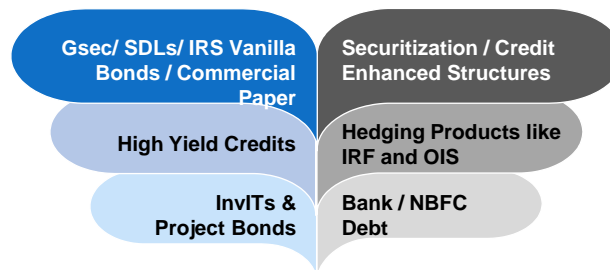 Gsec/ SDLs/ IRS Vanilla
Bonds / Commercial
Paper
Securitization / Credit
Enhanced Structures
High Yield Credits
Hedging Products like
IRF and OIS
InvITs &
Project Bonds
Bank / NBFC
Debt